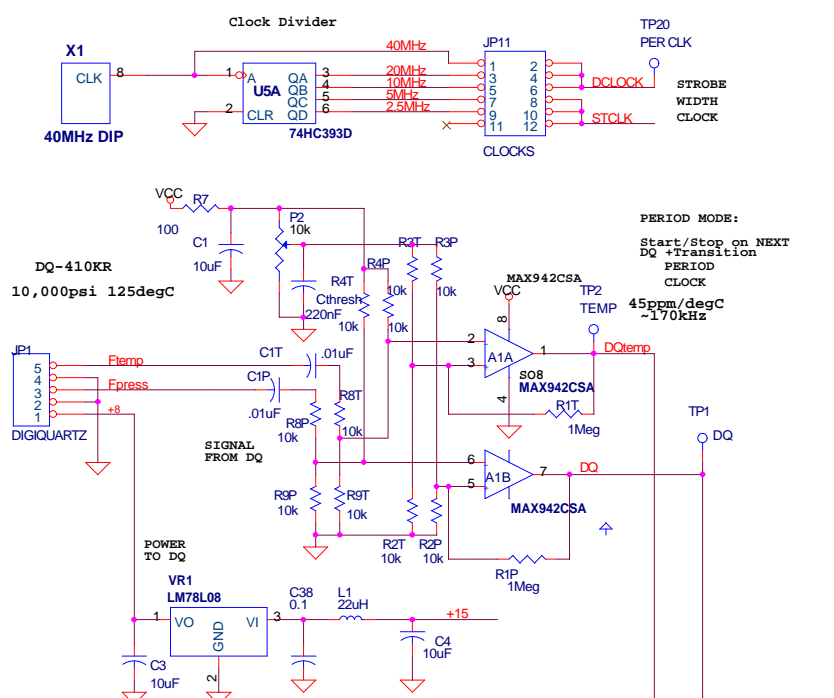 Clock Divider
TP20
PER CLK
X1
CLK
8
40MHz
1
A
QA
3
20MHz
U5A
QB
4
10MHz
QC
5
5MHz
2
CLR
QD
6
2.5MHz
74HC393D
40MHz DIP
JP11
1
2
3
4
5
6
7
8
9
10
11
12
CLOCKS
DCLOCK
STCLK
STROBE
WIDTH
CLOCK
VCC
R7
100
C1
10uF
P2
10k
R4T
10k
R4P
10k
Cthresh
220nF
R3T
10k
R3P
10k
PERIOD MODE:
Start/Stop on NEXT
DQ +Transition
PERIOD
CLOCK
45ppm/degC
~170kHz
DQ-410KR
10,000psi 125degC
MAX942CSA
VCC
8
TP2
TEMP
2
3
A1A
1
DQtemp
SO8
MAX942CSA
4
R1T
1Meg
TP1
DQ
JP1
5
4
3
2
1
DIGIQUARTZ
Ftemp
Fpress
+8
C1T
.01uF
C1P
.01uF
R8P
10k
R8T
10k
SIGNAL
FROM DQ
6
5
A1B
7
DQ
MAX942CSA
R9P
10k
R9T
10k
R2T
10k
R2P
10k
R1P
1Meg
POWER
TO DQ
VR1
LM78L08
1
VO
VI
3
GND
2
C3
10uF
C38
0.1
L1
22uH
+15
C4
10uF